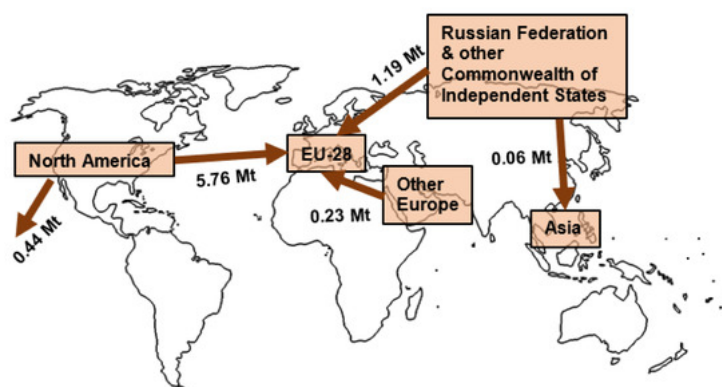 Russian Federation
& other
Commonwealth of
Independent States
1.19 Mt
North America
EU-28
5.76 Mt
0.06 Mt
Other
Europe
0.23 Mt
Asia
0.44 Mt